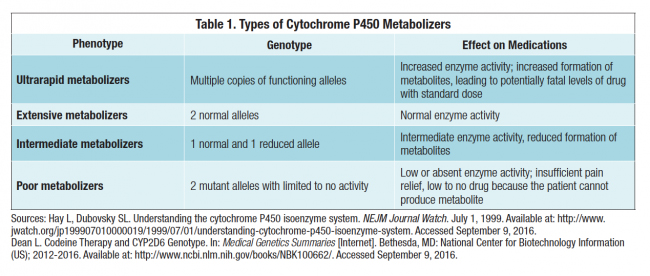 Table 1. Types of Cytochrome P450 Metabolizers
Phenotype Genotype Effect on Medications
Ultrarapid metabolizers Multiple copies of functioning alleles Increased enzyme activity; increased formation of
metabolites, leading to potentially fatal levels of drug
with standard dose
Extensive metabolizers 2 normal alleles Normal enzyme activity
Intermediate metabolizers 1 normal and 1 reduced allele Intermediate enzyme activity, reduced formation of
metabolites
Poor metabolizers 2 mutant alleles with limited to no activity Low or absent enzyme activity; insufficient pain
relief, low to no drug because the patient cannot
produce metabolite
Sources: Hay L, Dubovsky SL. Understanding the cytochrome P450 isoenzyme system. NEJM Journal Watch. July 1, 1999. Available at: http://www.
jwatch.org/jp199907010000019/1999/07/01/understanding-cytochrome-p450-isoenzyme-system. Accessed September 9, 2016.
Dean L. Codeine Therapy and CYP2D6 Genotype. In: Medical Genetics Summaries [Internet]. Bethesda, MD: National Center for Biotechnology Information
(US); 2012-2016. Available at: http://www.ncbi.nlm.nih.gov/books/NBK100662/. Accessed September 9, 2016.